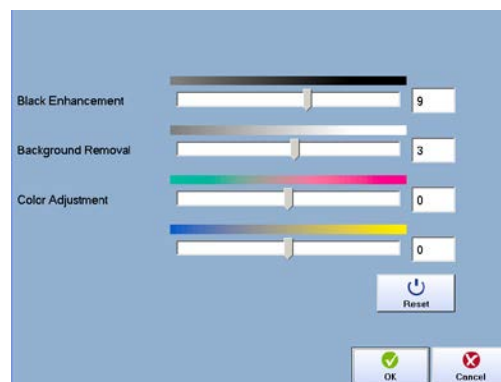 Black Enhancement 9
Background Removal 3
Color Adjustment 0
0
Reset
OK Cancel